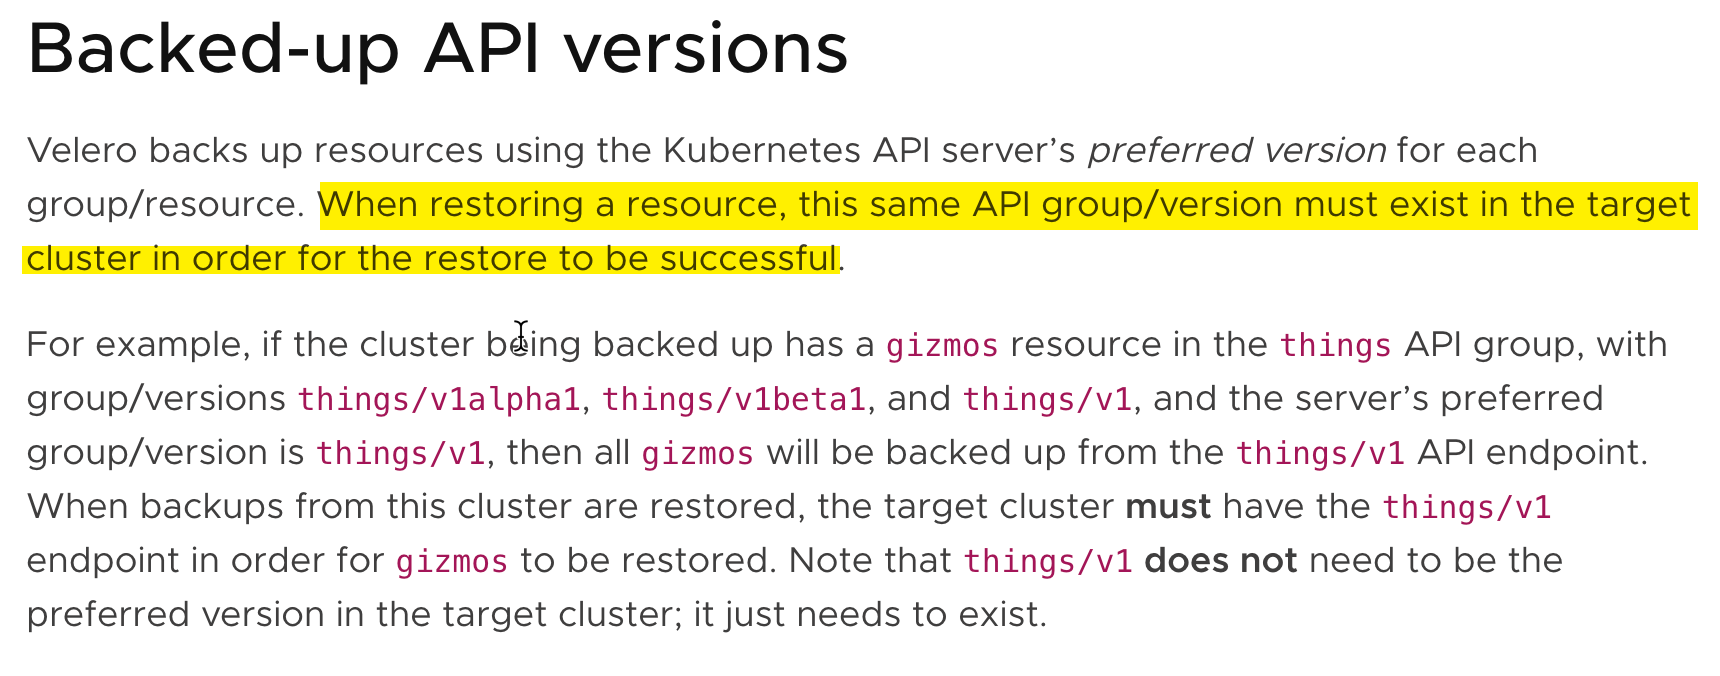 Backed-up API versions
Velero backs up resources using the Kubernetes API server’s preferred version for each
group/resource. When restoring a resource, this same API group/version must exist in the target
cluster in order for the restore to be successful.
For example, if the cluster being backed up has a gizmos resource in the things API group, with
group/versions things/v1alpha1, things/v1beta1, and things/v1, and the server’s preferred
group/version is things/v1, then all gizmos will be backed up from the things/v1 API endpoint.
When backups from this cluster are restored, the target cluster must have the things/v1
endpoint in order for gizmos to be restored. Note that things/v1 does not need to be the
preferred version in the target cluster; it just needs to exist.